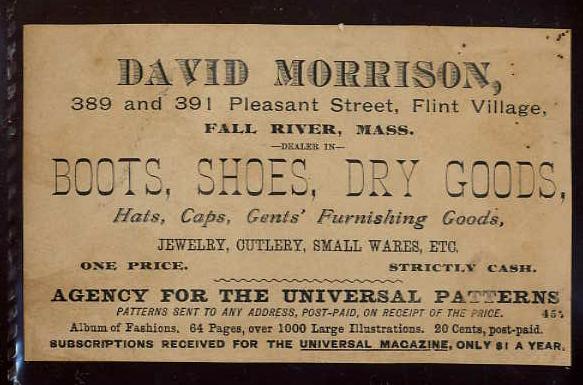 DAVID MORRISON,
389 and 391 Pleasant Street, Flint Village,
FALL RIVER, MASS.
—DEALER IN—
BOOTS, SHOES, DRY GOODS,
Hats, Caps, Gents' Furnishing Goods,
JEWELRY, CUTLERY, SMALL WARES, ETC.
ONE PRICE. STRICTLY CASH.
AGENCY FOR THE UNIVERSAL PATTERNS
PATTERNS SENT TO ANY ADDRESS, POST-PAID, ON RECEIPT OF THE PRICE.
Album of Fashions. 64 Pages, over 1000 Large Illustrations. 20 Cents, post-paid.
SUBSCRIPTIONS RECEIVED FOR THE UNIVERSAL MAGAZINE, ONLY $1 A YEAR.